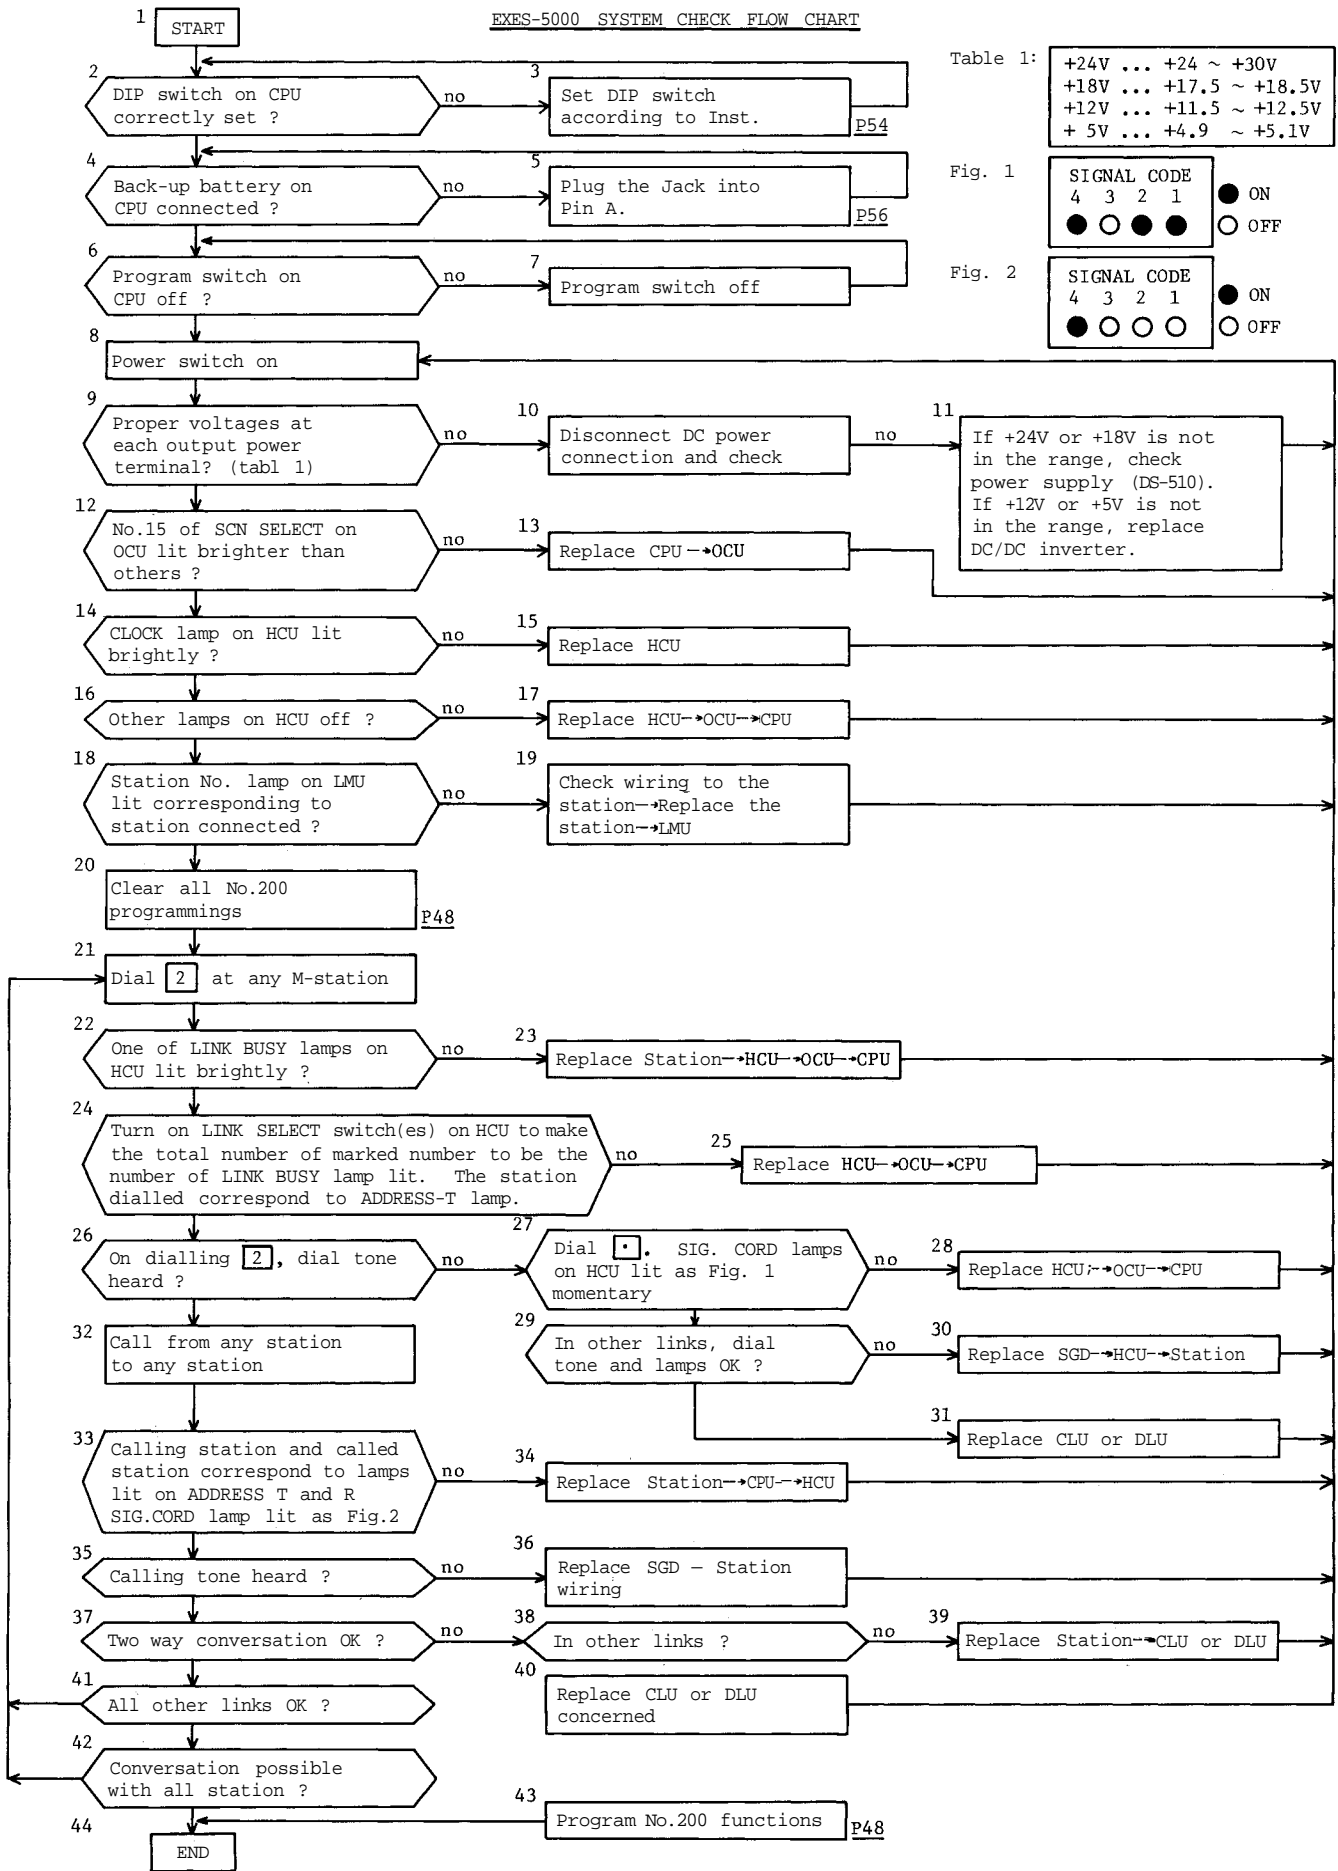 EXES-5000 SYSTEM CHECK FLOW CHART
1
START
2
DIP switch on CPU
correctly set ?
no
3
Set DIP switch
according to Inst.
P54
4
Back-up battery on
CPU connected ?
no
5
Plug the Jack into
Pin A.
P56
6
Program switch on
CPU off ?
no
7
Program switch off
Table 1:
+24V ... +24 ~ +30V
+18V ... +17.5 ~ +18.5V
+12V ... +11.5 ~ +12.5V
+ 5V ... +4.9 ~ +5.1V
Fig. 1
SIGNAL CODE
4 3 2 1
● ○ ● ●
● ON
○ OFF
Fig. 2
SIGNAL CODE
4 3 2 1
● ○ ○ ○
● ON
○ OFF
8
Power switch on
9
Proper voltages at
each output power
terminal? (tabl 1)
no
10
Disconnect DC power
connection and check
no
11
If +24V or +18V is not
in the range, check
power supply (DS-510).
If +12V or +5V is not
in the range, replace
DC/DC inverter.
12
No.15 of SCN SELECT on
OCU lit brighter than
others ?
no
13
Replace CPU→OCU
14
CLOCK lamp on HCU lit
brightly ?
no
15
Replace HCU
16
Other lamps on HCU off ?
no
17
Replace HCU→OCU→CPU
18
Station No. lamp on LMU
lit corresponding to
station connected ?
no
19
Check wiring to the
station→Replace the
station→LMU
20
Clear all No.200
programmings
P48
21
Dial 2 at any M-station
22
One of LINK BUSY lamps on
HCU lit brightly ?
no
23
Replace Station→HCU→OCU→CPU
24
Turn on LINK SELECT switch(es) on HCU to make
the total number of marked number to be the
number of LINK BUSY lamp lit. The station
dialled correspond to ADDRESS-T lamp.
no
25
Replace HCU→OCU→CPU
26
On dialling 2, dial tone
heard ?
no
27
Dial ·. SIG. CORD lamps
on HCU lit as Fig. 1
momentary
no
28
Replace HCU→OCU→CPU
29
In other links, dial
tone and lamps OK ?
no
30
Replace SGD→HCU→Station
31
Replace CLU or DLU
32
Call from any station
to any station
33
Calling station and called
station correspond to lamps
lit on ADDRESS T and R
SIG.CORD lamp lit as Fig.2
no
34
Replace Station→CPU→HCU
35
Calling tone heard ?
no
36
Replace SGD — Station
wiring
37
Two way conversation OK ?
no
38
In other links ?
no
39
Replace Station→CLU or DLU
40
Replace CLU or DLU
concerned
41
All other links OK ?
42
Conversation possible
with all station ?
43
Program No.200 functions
P48
44
END